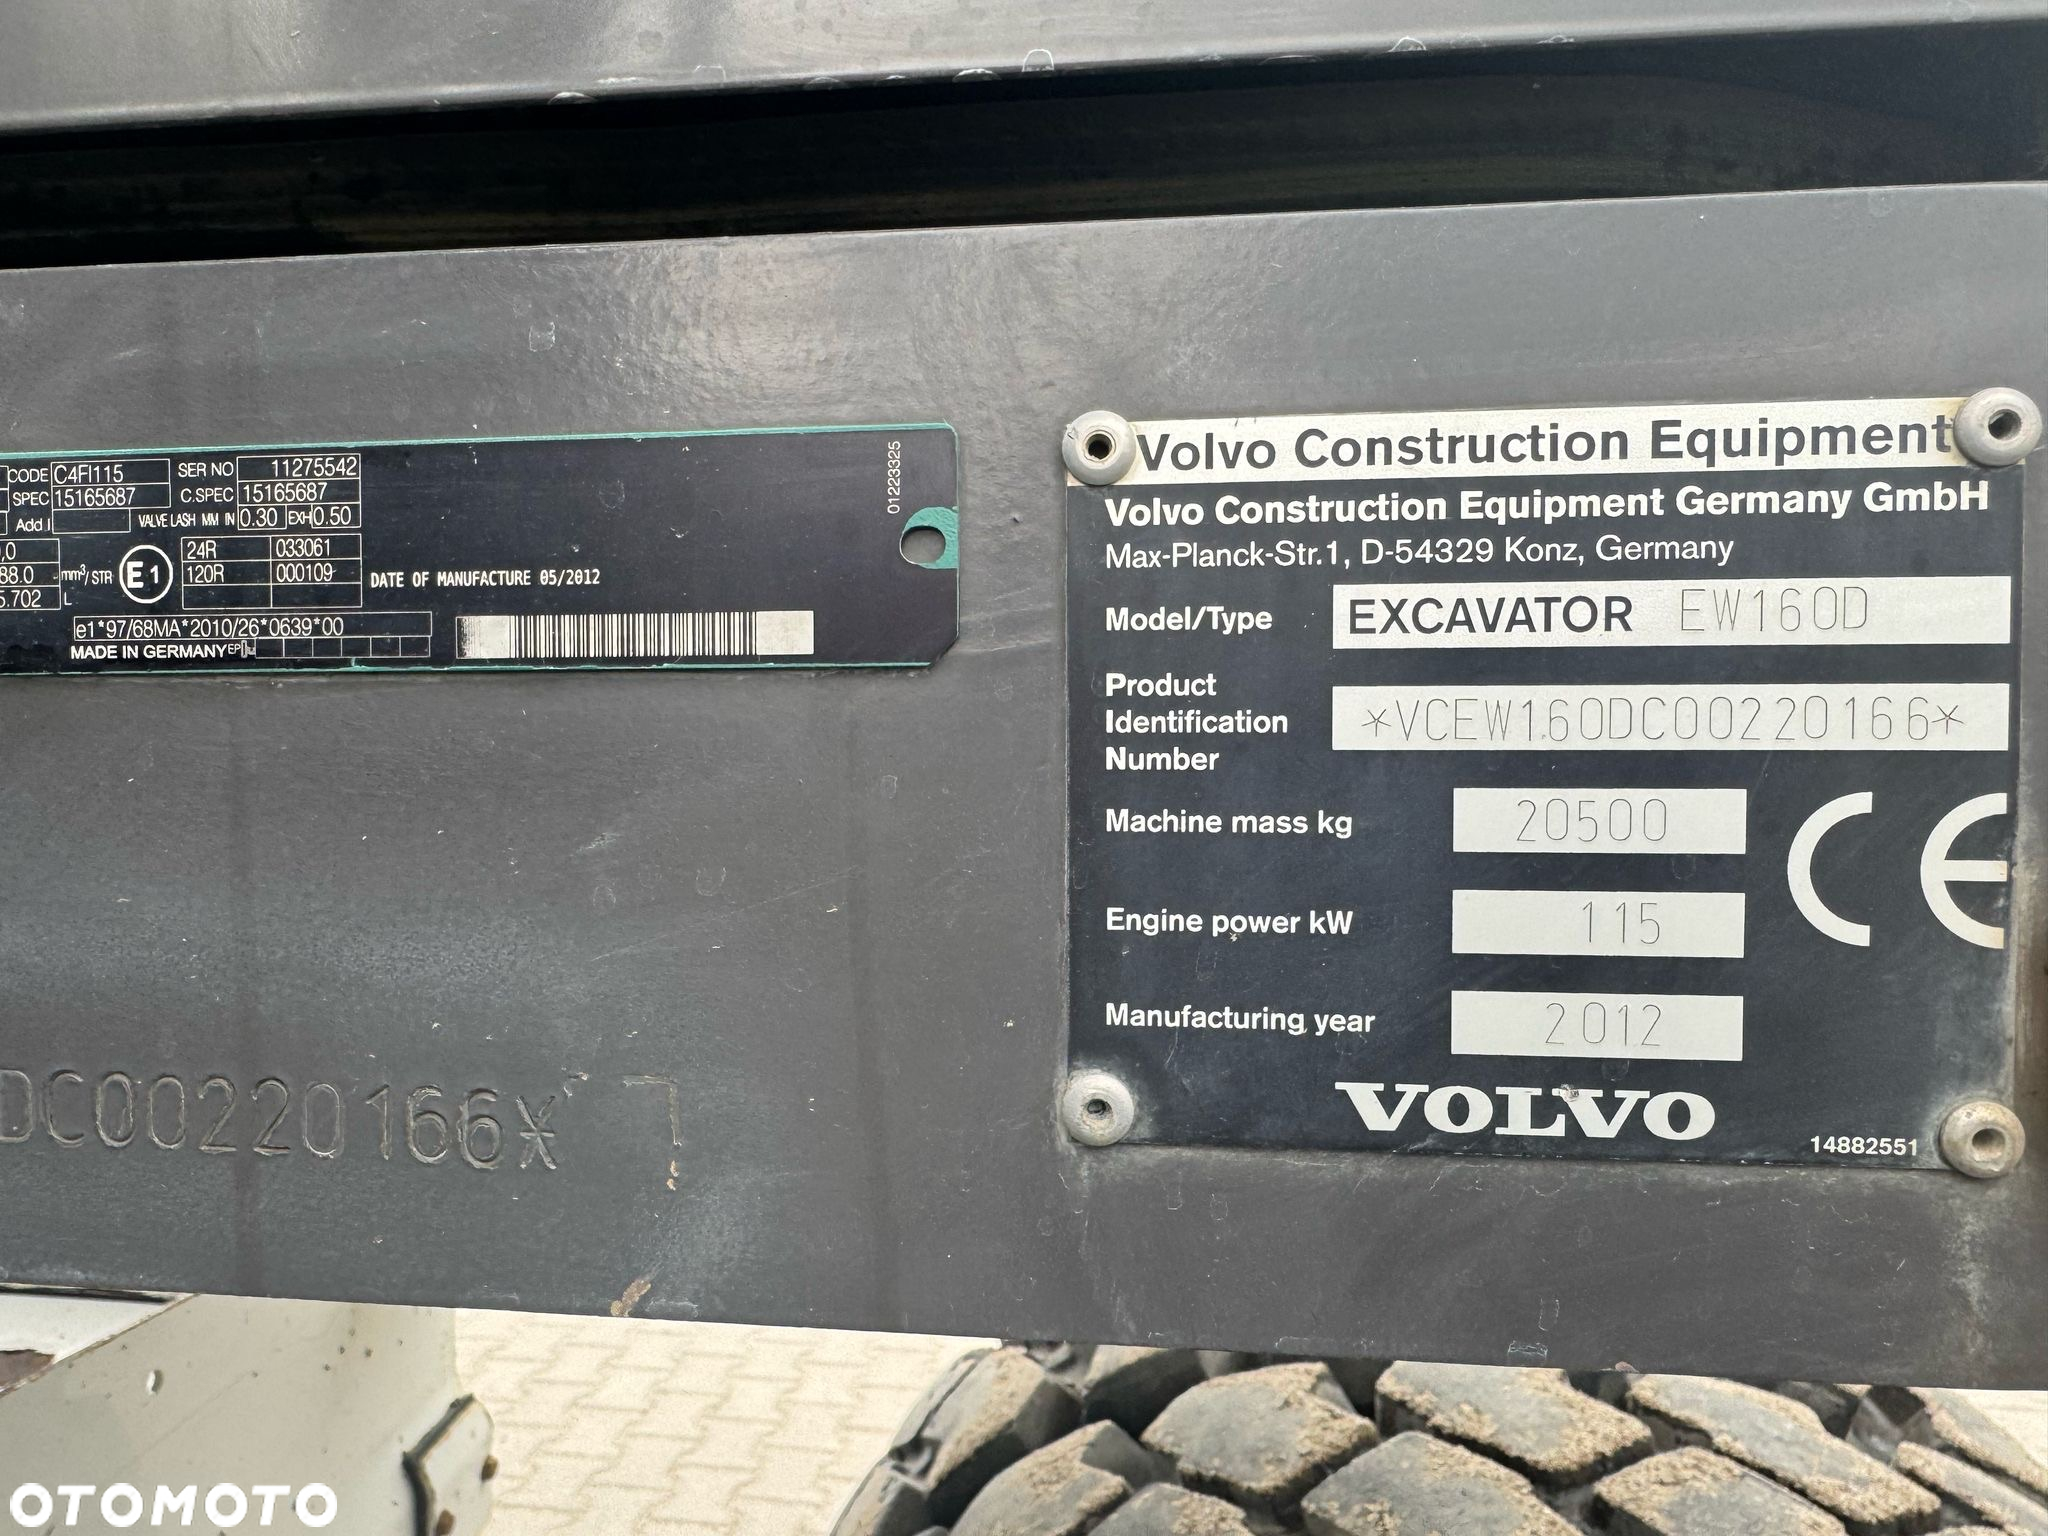 CODE C4FI115 SER NO 11275542
SPEC 15165687 C.SPEC 15165687
Add.I VALVE LASH MM IN 0.30 EXH 0.50
24R 033061
88.0 mm³/STR E1 120R 000109
5.702 L
DATE OF MANUFACTURE 05/2012
e1*97/68MA*2010/26*0639*00
MADE IN GERMANY
01223325
DC00220166*
Volvo Construction Equipment
Volvo Construction Equipment Germany GmbH
Max-Planck-Str.1, D-54329 Konz, Germany
Model/Type EXCAVATOR EW160D
Product
Identification *VCEW160DC00220166*
Number
Machine mass kg 20500
CE
Engine power kW 115
Manufacturing year 2012
VOLVO
14882551
OTOMOTO